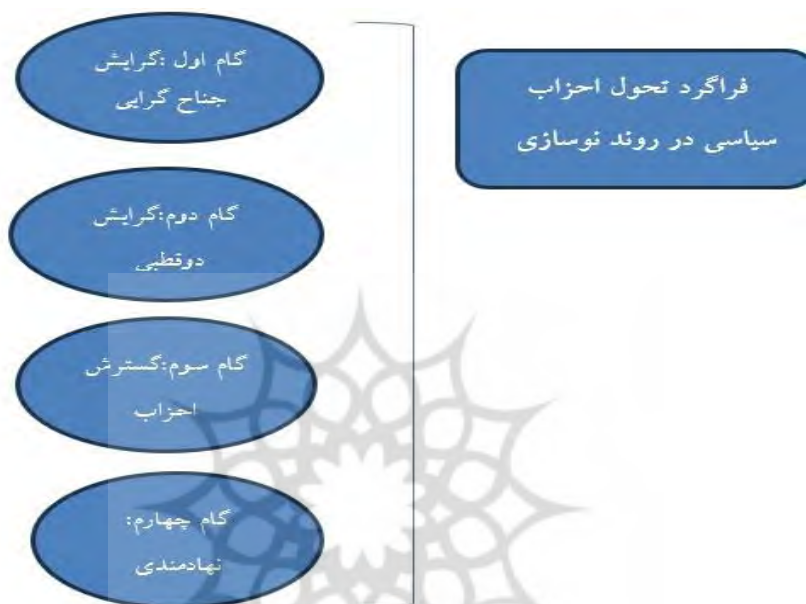 فراگرد تحول احزاب
سیاسی در روند نوسازی
گام اول :گرایش
جناح گرایی
گام دوم:گرایش
دوقطبی
گام سوم:گسترش
احزاب
گام چهارم:
نهادمندی